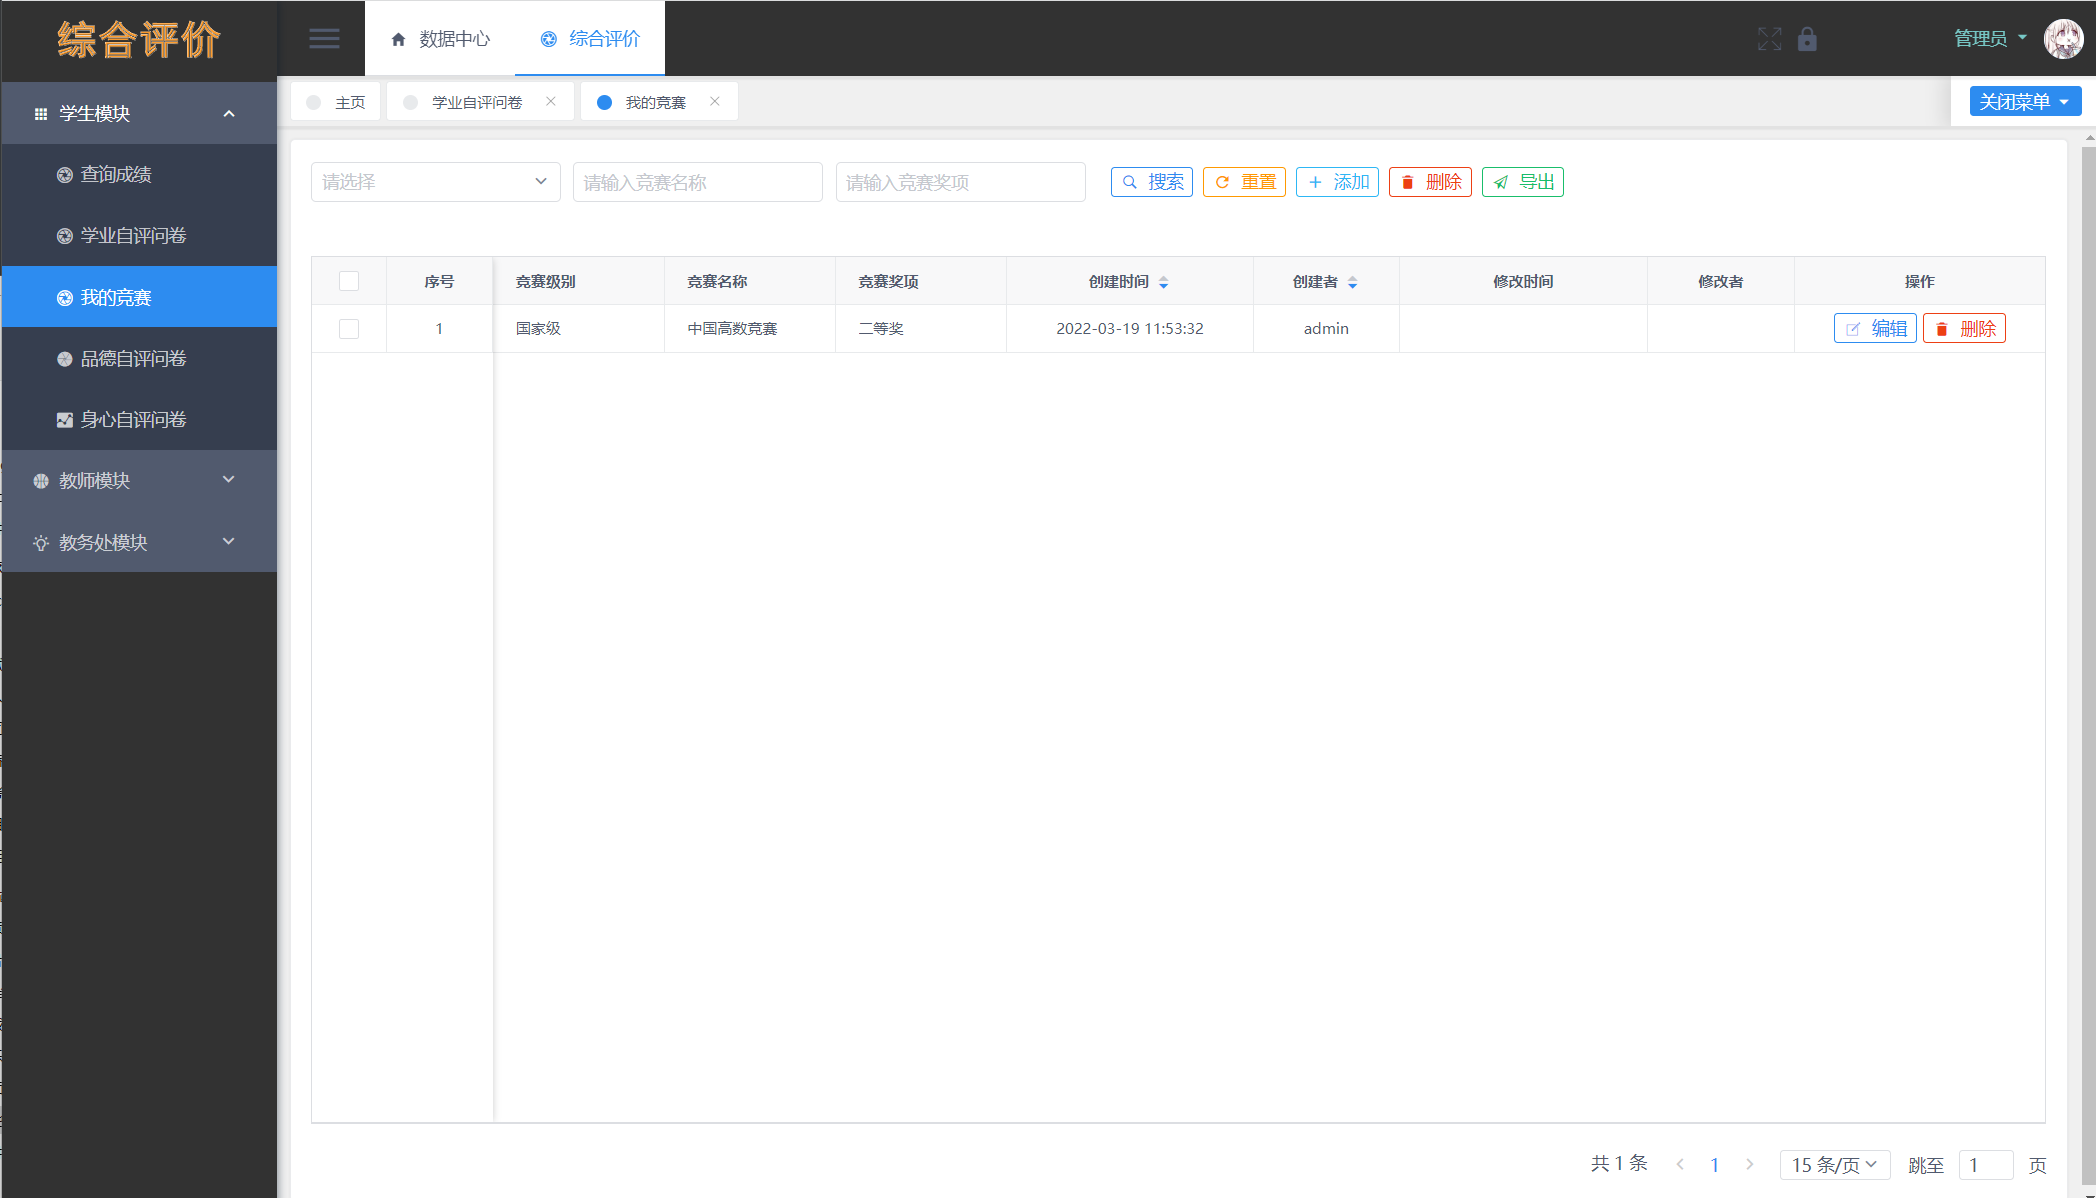 综合评价
数据中心
综合评价
管理员
主页
学业自评问卷
我的竞赛
关闭菜单
学生模块
查询成绩
学业自评问卷
我的竞赛
品德自评问卷
身心自评问卷
教师模块
教务处模块
请选择
请输入竞赛名称
请输入竞赛奖项
搜索
重置
添加
删除
导出
序号 竞赛级别 竞赛名称 竞赛奖项 创建时间 创建者 修改时间 修改者 操作
1 国家级 中国高数竞赛 二等奖 2022-03-19 11:53:32 admin 编辑 删除
共 1 条 1 15 条/页 跳至 1 页